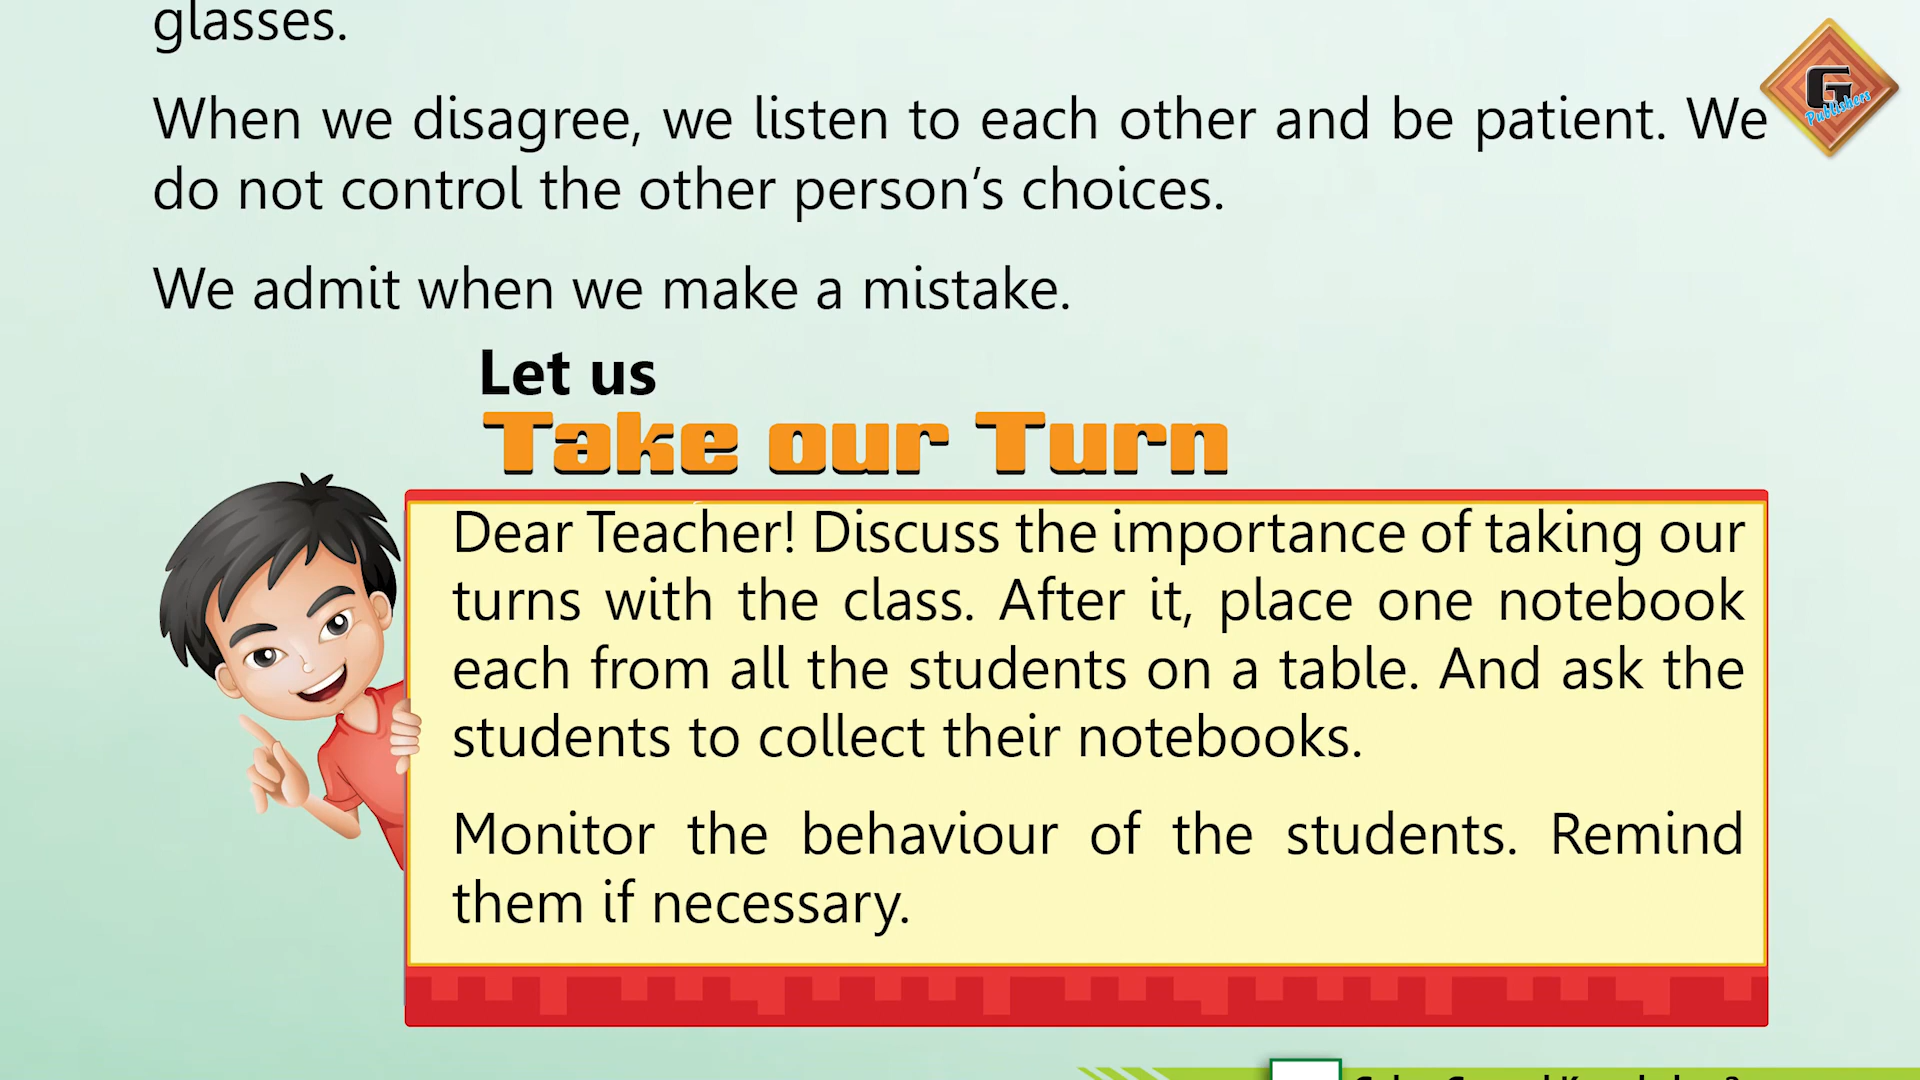 glasses.
When we disagree, we listen to each other and be patient. We
do not control the other person’s choices.
We admit when we make a mistake.
Let us
Take our Turn
Dear Teacher! Discuss the importance of taking our
turns with the class. After it, place one notebook
each from all the students on a table. And ask the
students to collect their notebooks.
Monitor the behaviour of the students. Remind
them if necessary.
G
Publishers